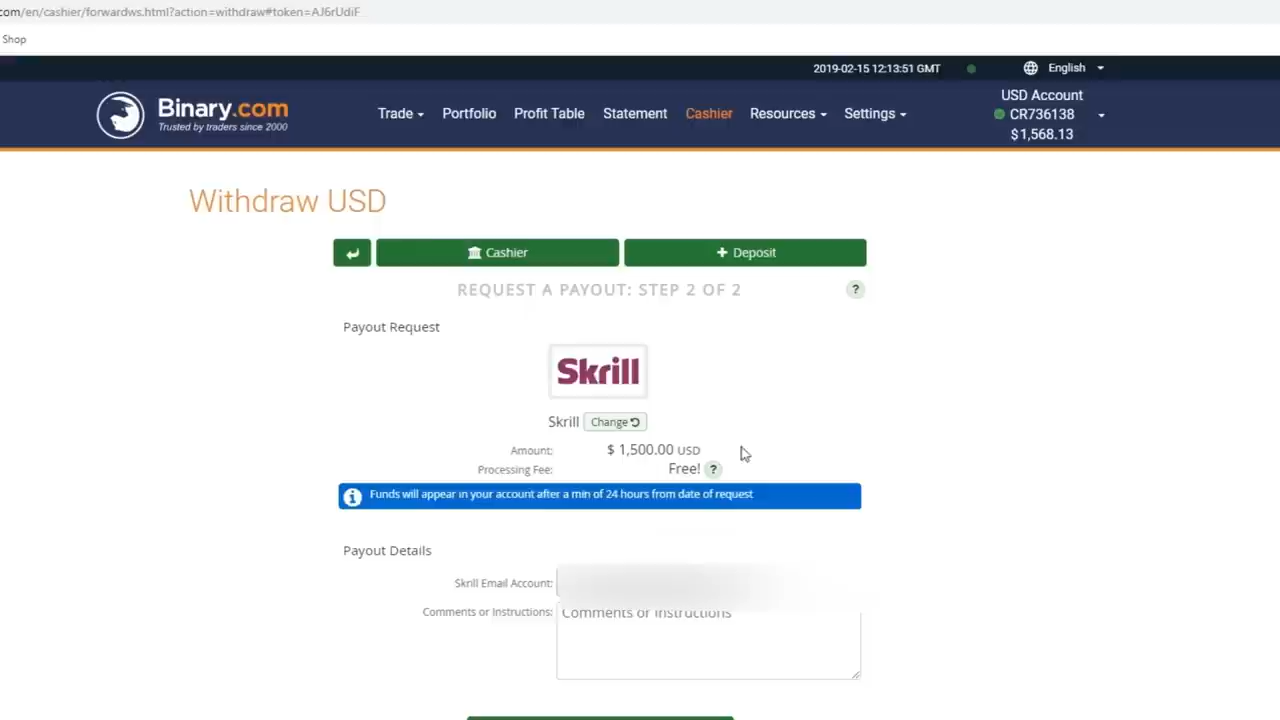 com/en/cashier/forwardws.html?action=withdraw#token=AJ6rUdiF
Shop
2019-02-15 12:13:51 GMT
English
Binary.com
Trusted by traders since 2000
Trade
Portfolio
Profit Table
Statement
Cashier
Resources
Settings
USD Account
CR736138
$1,568.13
Withdraw USD
Cashier
Deposit
REQUEST A PAYOUT: STEP 2 OF 2
?
Payout Request
Skrill
Skrill Change
Amount: $ 1,500.00 USD
Processing Fee: Free! ?
Funds will appear in your account after a min of 24 hours from date of request
Payout Details
Skrill Email Account:
Comments or Instructions: Comments or Instructions